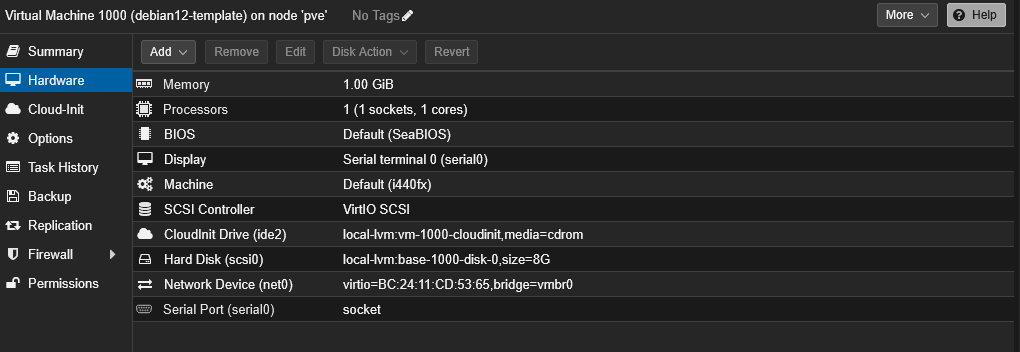 Virtual Machine 1000 (debian12-template) on node 'pve' No Tags More Help
Summary
Hardware
Cloud-Init
Options
Task History
Backup
Replication
Firewall
Permissions
Add Remove Edit Disk Action Revert
Memory 1.00 GiB
Processors 1 (1 sockets, 1 cores)
BIOS Default (SeaBIOS)
Display Serial terminal 0 (serial0)
Machine Default (i440fx)
SCSI Controller VirtIO SCSI
CloudInit Drive (ide2) local-lvm:vm-1000-cloudinit,media=cdrom
Hard Disk (scsi0) local-lvm:base-1000-disk-0,size=8G
Network Device (net0) virtio=BC:24:11:CD:53:65,bridge=vmbr0
Serial Port (serial0) socket